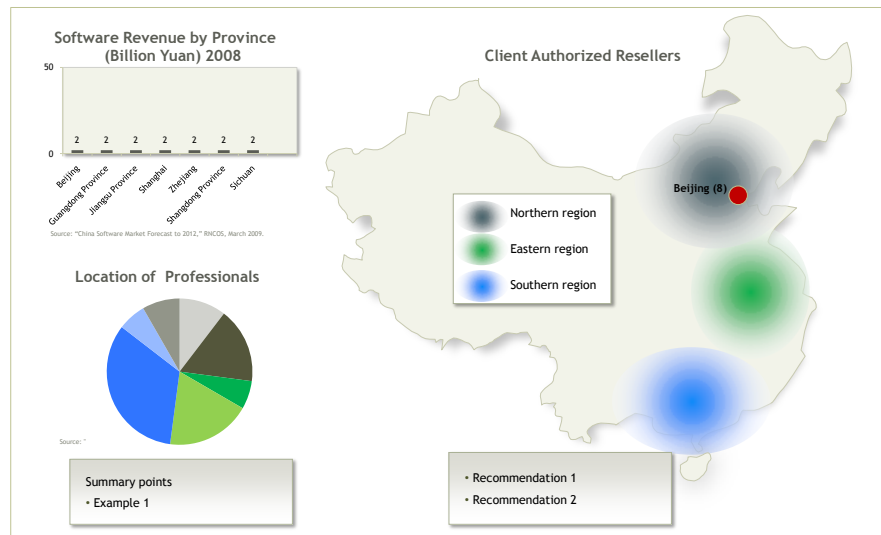 Software Revenue by Province
(Billion Yuan) 2008
50
0
2 2 2 2 2 2 2
Beijing
Guangdong Province
Jiangsu Province
Shanghai
Zhejiang
Shangdong Province
Sichuan
Source: "China Software Market Forecast to 2012," RNCOS, March 2009.
Location of Professionals
Source: "
Summary points
• Example 1
Client Authorized Resellers
Beijing (8)
Northern region
Eastern region
Southern region
• Recommendation 1
• Recommendation 2